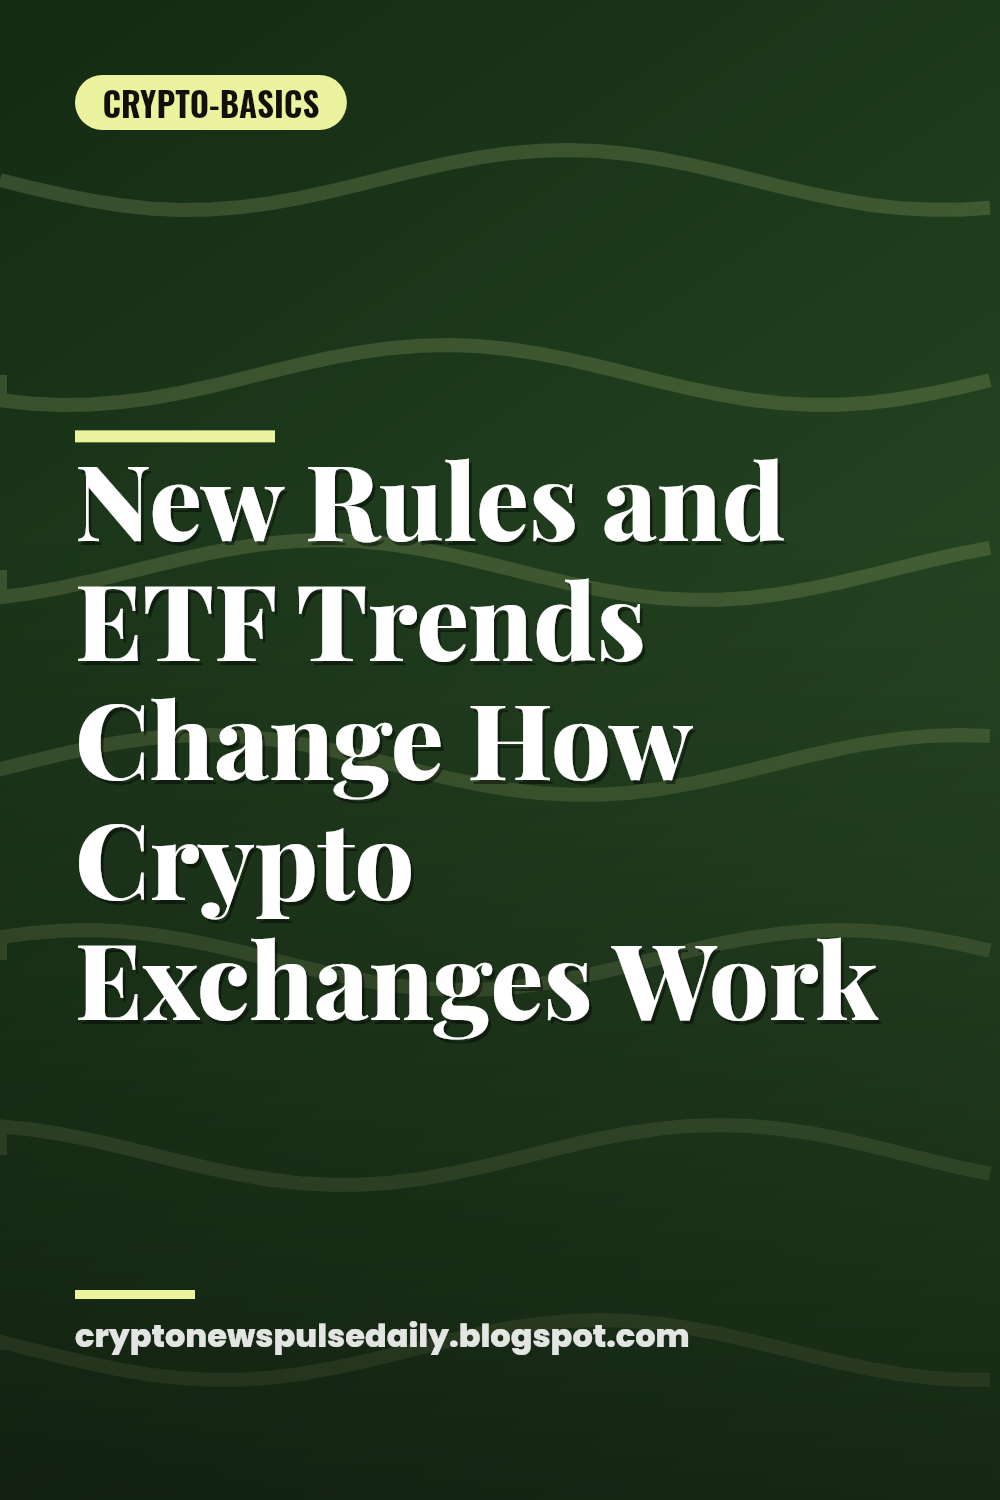 CRYPTO-BASICS
New Rules and
ETF Trends
Change How
Crypto
Exchanges Work
cryptonewspulsedaily.blogspot.com